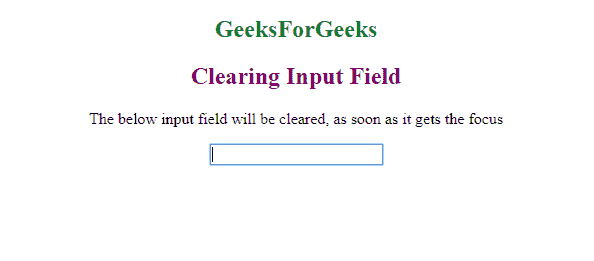 GeeksForGeeks
Clearing Input Field
The below input field will be cleared, as soon as it gets the focus